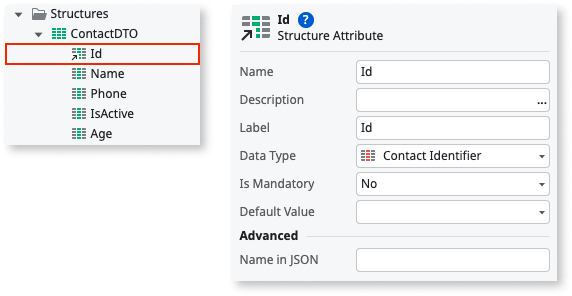 Structures
ContactDTO
Id
Name
Phone
IsActive
Age
Id ?
Structure Attribute
Name Id
Description ...
Label Id
Data Type Contact Identifier
Is Mandatory No
Default Value
Advanced
Name in JSON